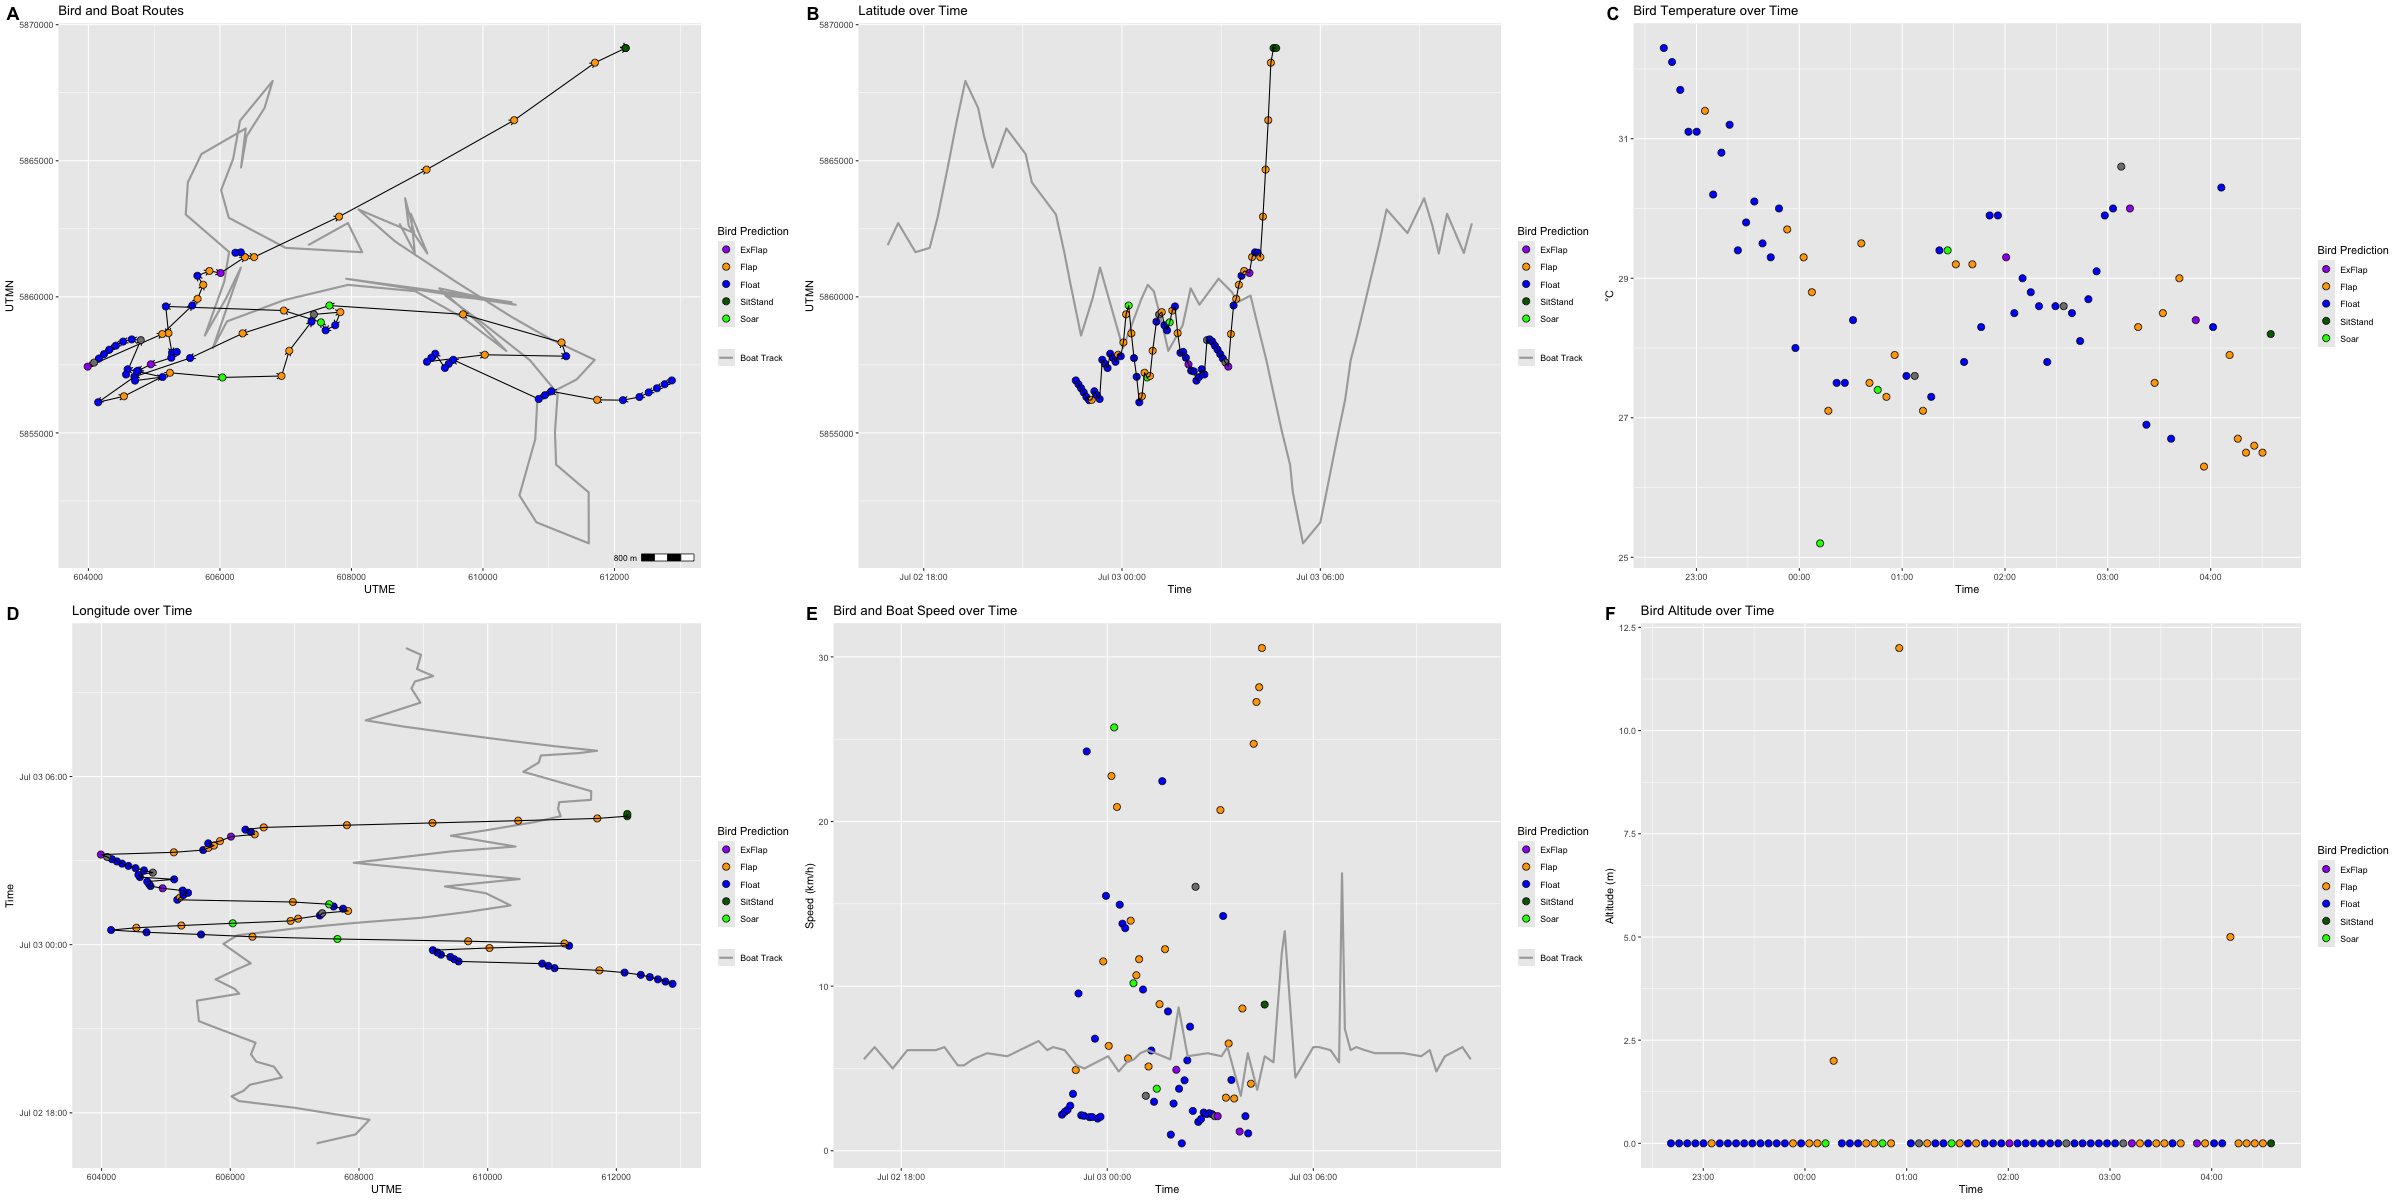 A Bird and Boat Routes
5870000
5865000
5860000
5855000
UTMN
604000 606000 608000 610000 612000
UTME
800 m
Bird Prediction
ExFlap
Flap
Float
SitStand
Soar
Boat Track
B Latitude over Time
5870000
5865000
5860000
5855000
UTMN
Jul 02 18:00 Jul 03 00:00 Jul 03 06:00
Time
Bird Prediction
ExFlap
Flap
Float
SitStand
Soar
Boat Track
C Bird Temperature over Time
31
29
27
25
°C
23:00 00:00 01:00 02:00 03:00 04:00
Time
Bird Prediction
ExFlap
Flap
Float
SitStand
Soar
D Longitude over Time
Jul 03 06:00
Jul 03 00:00
Jul 02 18:00
Time
604000 606000 608000 610000 612000
UTME
Bird Prediction
ExFlap
Flap
Float
SitStand
Soar
Boat Track
E Bird and Boat Speed over Time
30
20
10
0
Speed (km/h)
Jul 02 18:00 Jul 03 00:00 Jul 03 06:00
Time
Bird Prediction
ExFlap
Flap
Float
SitStand
Soar
Boat Track
F Bird Altitude over Time
12.5
10.0
7.5
5.0
2.5
0.0
Altitude (m)
23:00 00:00 01:00 02:00 03:00 04:00
Time
Bird Prediction
ExFlap
Flap
Float
SitStand
Soar